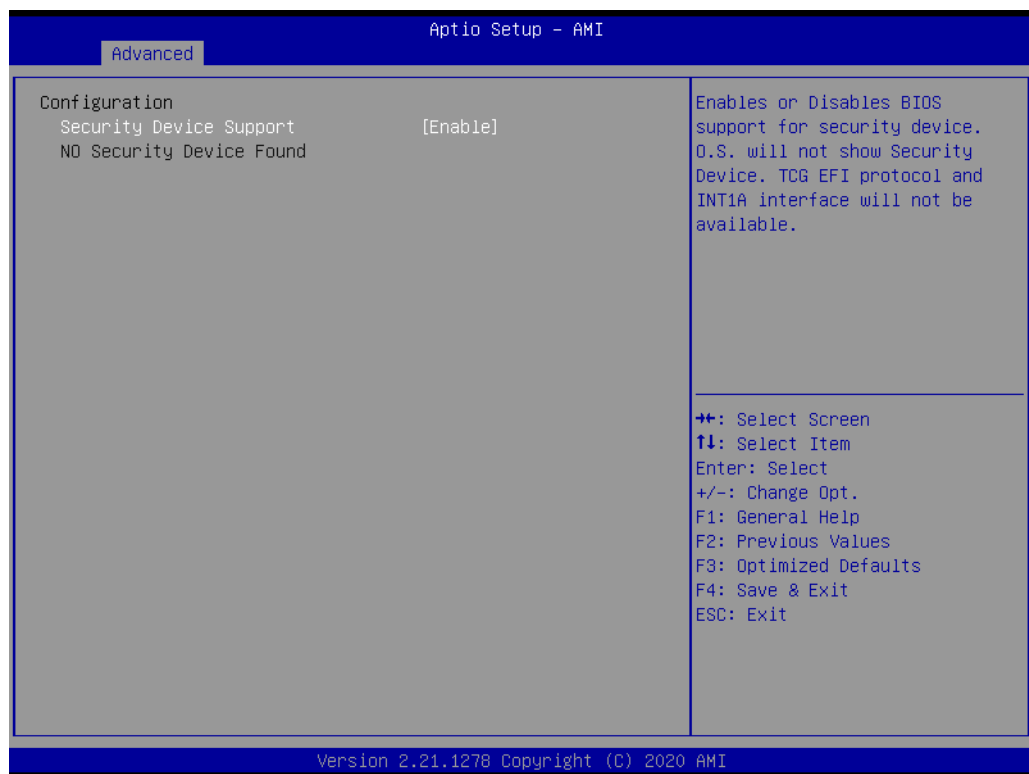 Aptio Setup – AMI
Advanced
Configuration
Security Device Support [Enable]
NO Security Device Found
Enables or Disables BIOS
support for security device.
O.S. will not show Security
Device. TCG EFI protocol and
INT1A interface will not be
available.
→←: Select Screen
↑↓: Select Item
Enter: Select
+/-: Change Opt.
F1: General Help
F2: Previous Values
F3: Optimized Defaults
F4: Save & Exit
ESC: Exit
Version 2.21.1278 Copyright (C) 2020 AMI